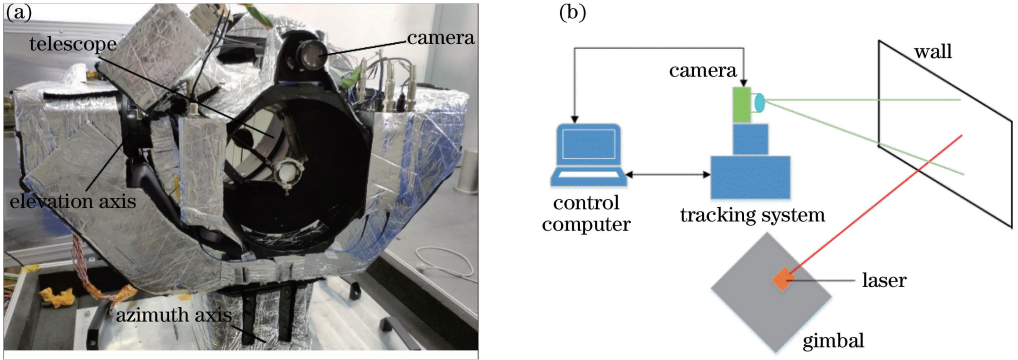 (a)
telescope
camera
elevation axis
azimuth axis
(b)
wall
camera
control
computer
tracking system
laser
gimbal